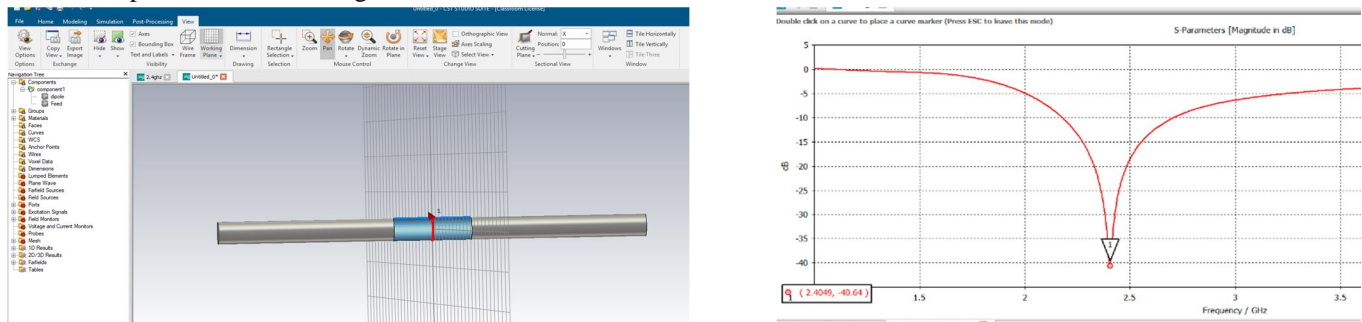 Untitled_0 - CST STUDIO SUITE - [Classroom License]
File Home Modeling Simulation Post-Processing View
View Options
Copy View
Export Image
Hide
Show
Axes
Bounding Box
Text and Labels
Wire Frame
Working Plane
Dimension
Rectangle Selection
Zoom
Pan
Rotate
Dynamic Zoom
Rotate in Plane
Reset View
Stage View
Orthographic View
Axes Scaling
Select View
Cutting Plane
Normal: X
Position: 0
Windows
Tile Horizontally
Tile Vertically
Tile Three
Options Exchange Visibility Drawing Selection Mouse Control Change View Sectional View Window
Navigation Tree
2.4ghz
Untitled_0*
Components
component1
dipole
Feed
Groups
Materials
Faces
Curves
WCS
Anchor Points
Wires
Voxel Data
Dimensions
Lumped Elements
Plane Wave
Farfield Sources
Field Sources
Ports
Excitation Signals
Field Monitors
Voltage and Current Monitors
Probes
Mesh
1D Results
2D/3D Results
Farfields
Tables
1
Double click on a curve to place a curve marker (Press ESC to leave this mode)
S-Parameters [Magnitude in dB]
5
0
-5
-10
-15
-20
-25
-30
-35
-40
dB
1
( 2.4049, -40.64 )
1 1.5 2 2.5 3 3.5
Frequency / GHz